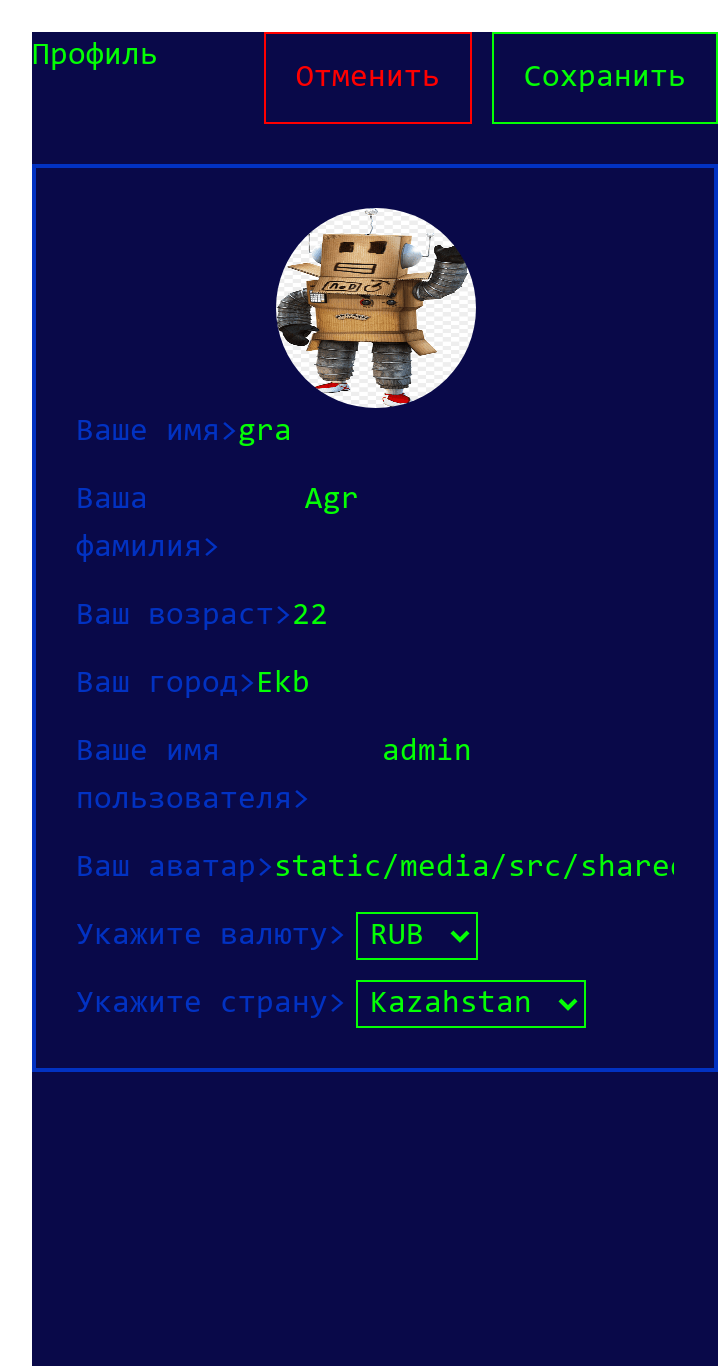 Профиль
Отменить
Сохранить
Ваше имя>gra
Ваша Agr
фамилия>
Ваш возраст>22
Ваш город>Ekb
Ваше имя admin
пользователя>
Ваш аватар>static/media/src/share
Укажите валюту> RUB
Укажите страну> Kazahstan